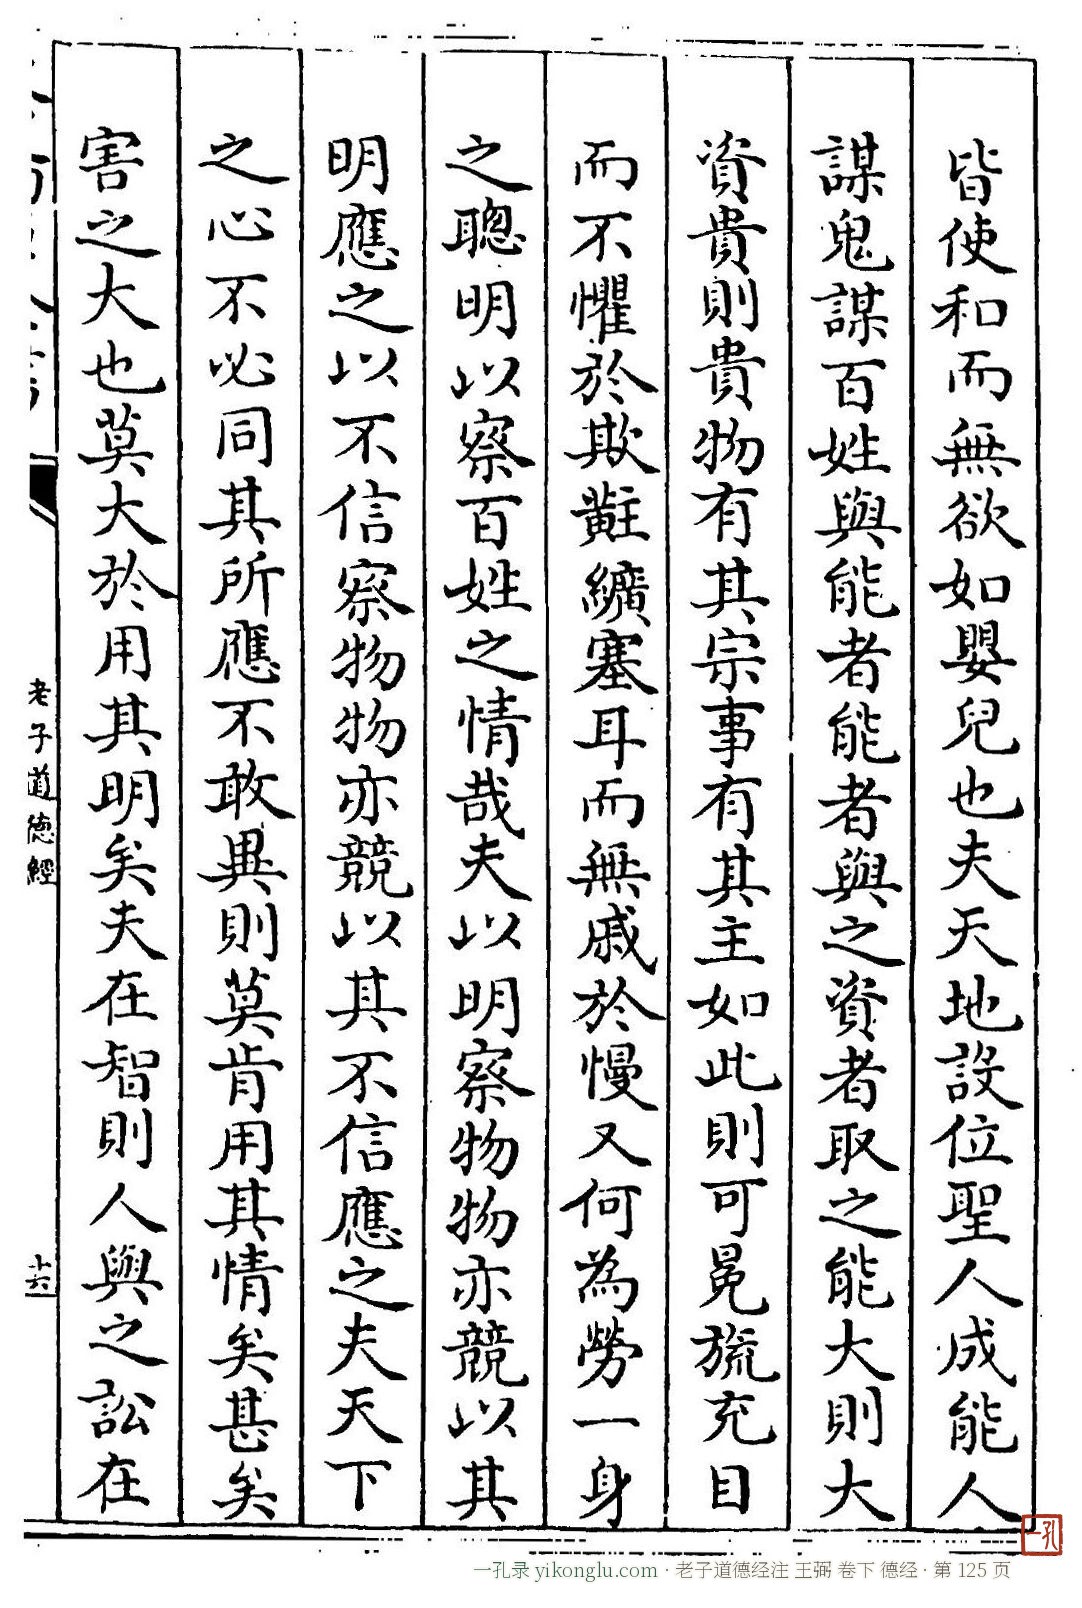 皆使和而無欲如嬰兒也夫天地設位聖人成能人
謀鬼謀百姓與能者能者與之資者取之能大則大
資貴則貴物有其宗事有其主如此則可冕旒充目
而不懼於欺黈纊塞耳而無戚於慢又何為勞一身
之聰明以察百姓之情哉夫以明察物物亦競以其
明應之以不信察物物亦競以其不信應之夫天下
之心不必同其所應不敢異則莫肯用其情矣甚矣
害之大也莫大於用其明矣夫在智則人與之訟在
老子道德經
十六
一孔
一孔录 yikonglu.com · 老子道德经注 王弼 卷下 德经 · 第 125 页